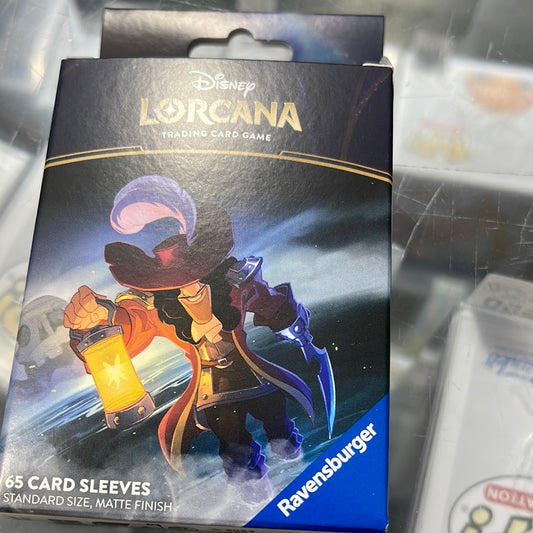 Disney
LORCANA
TRADING CARD GAME
65 CARD SLEEVES
STANDARD SIZE, MATTE FINISH
Ravensburger